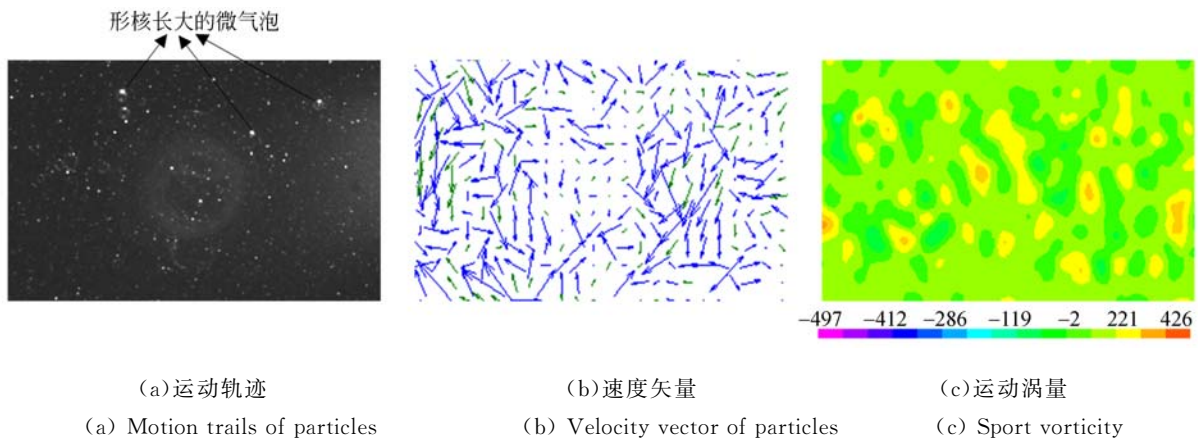 形核长大的微气泡
−497 −412 −286 −119 −2 221 426
(a)运动轨迹 (b)速度矢量 (c)运动涡量
(a) Motion trails of particles (b) Velocity vector of particles (c) Sport vorticity